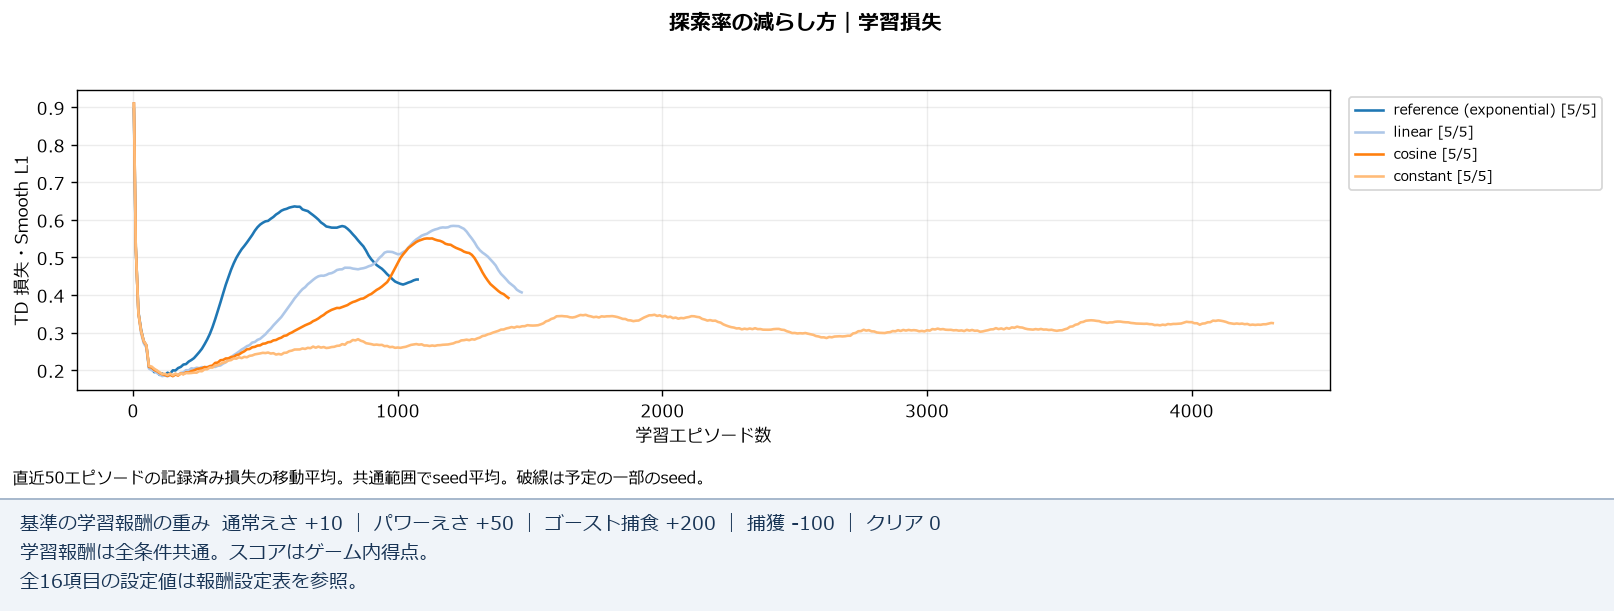 探索率の減らし方｜学習損失
TD 損失・Smooth L1
0.9
0.8
0.7
0.6
0.5
0.4
0.3
0.2
0
1000
2000
3000
4000
学習エピソード数
reference (exponential) [5/5]
linear [5/5]
cosine [5/5]
constant [5/5]
直近50エピソードの記録済み損失の移動平均。共通範囲でseed平均。破線は予定の一部のseed。
基準の学習報酬の重み 通常えさ +10 ｜ パワーえさ +50 ｜ ゴースト捕食 +200 ｜ 捕獲 -100 ｜ クリア 0
学習報酬は全条件共通。スコアはゲーム内得点。
全16項目の設定値は報酬設定表を参照。